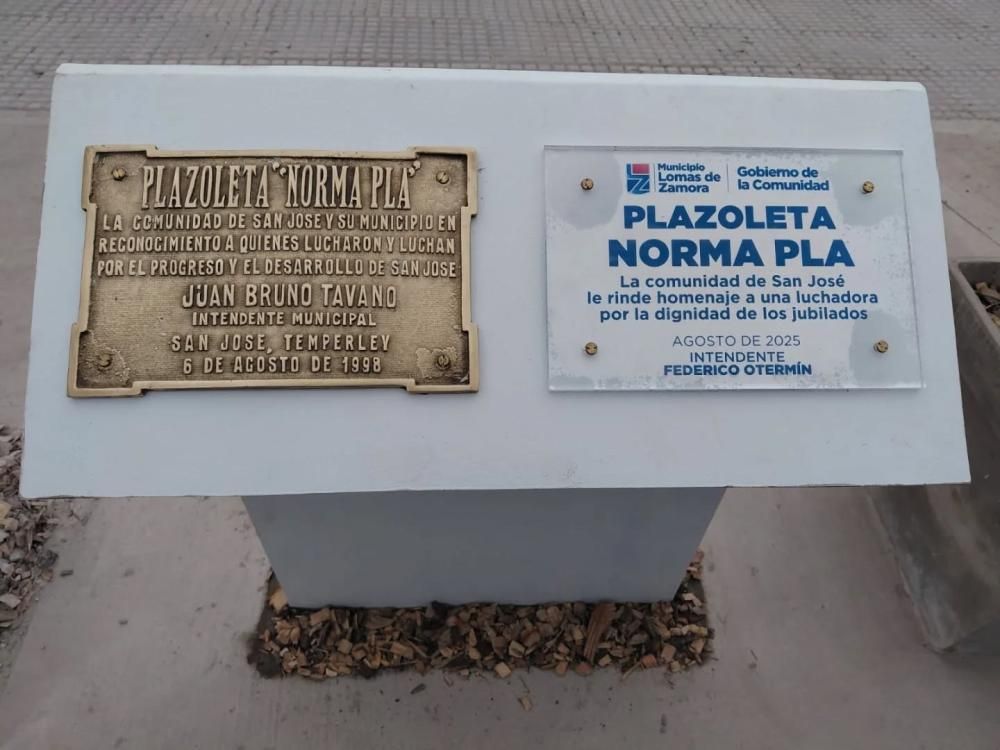 PLAZOLETA "NORMA PLA"
LA COMUNIDAD DE SAN JOSE Y SU MUNICIPIO EN
RECONOCIMIENTO A QUIENES LUCHARON Y LUCHAN
POR EL PROGRESO Y EL DESARROLLO DE SAN JOSE
JUAN BRUNO TAVANO
INTENDENTE MUNICIPAL
SAN JOSE, TEMPERLEY
6 DE AGOSTO DE 1998
Municipio
Lomas de
Zamora
Gobierno de
la Comunidad
PLAZOLETA
NORMA PLA
La comunidad de San José
le rinde homenaje a una luchadora
por la dignidad de los jubilados
AGOSTO DE 2025
INTENDENTE
FEDERICO OTERMÍN